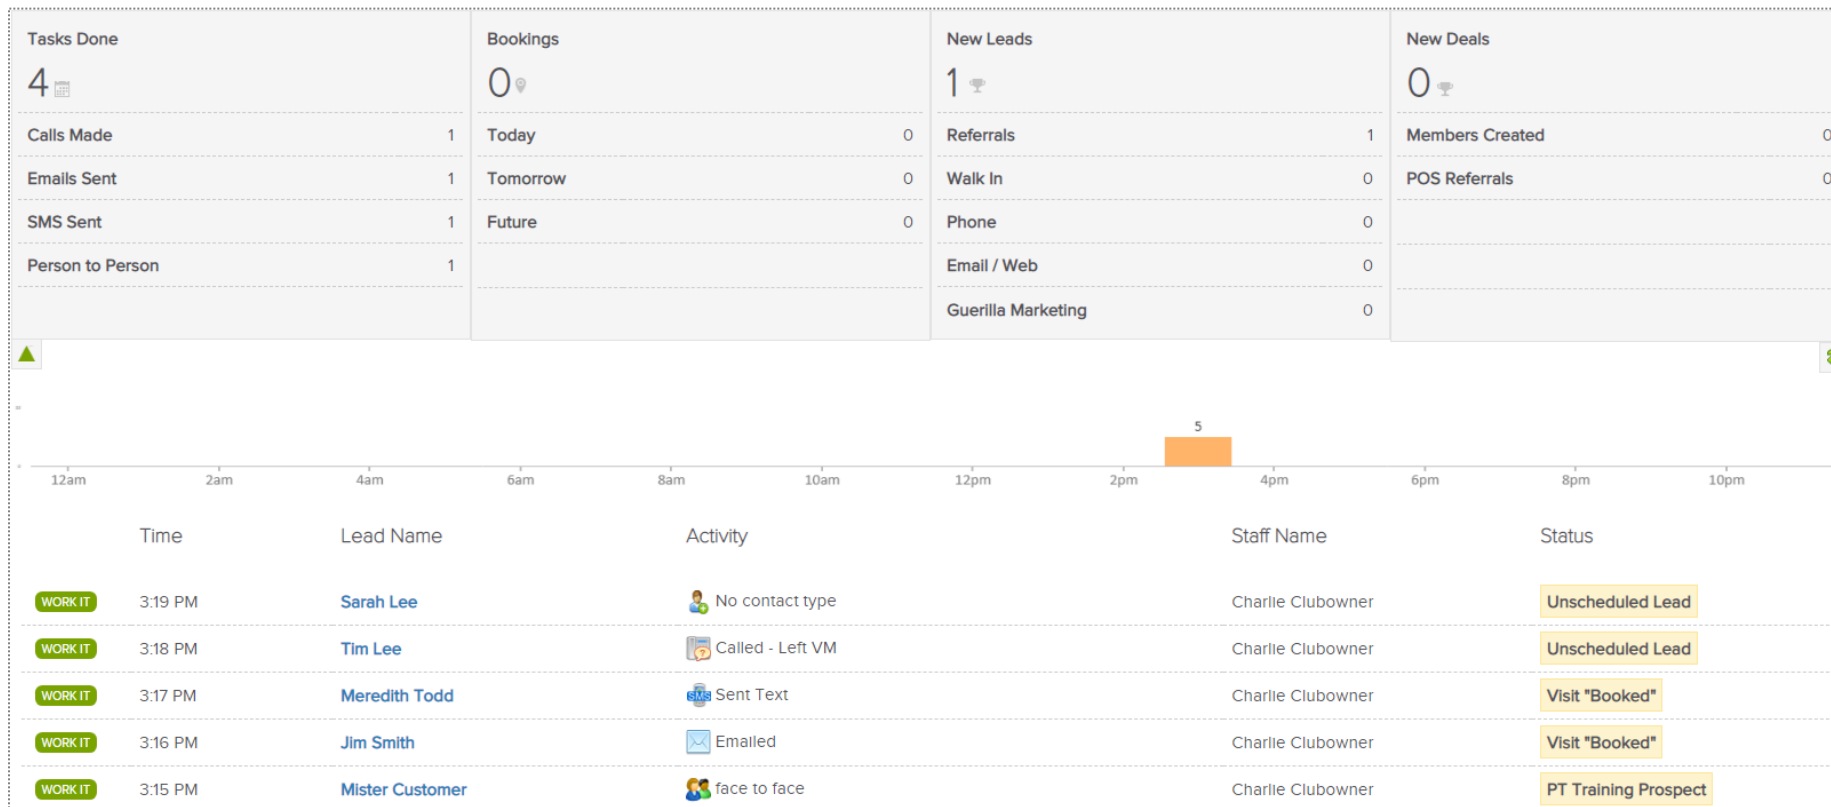 Tasks Done Bookings New Leads New Deals
4 0 1 0
Calls Made 1 Today 0 Referrals 1 Members Created 0
Emails Sent 1 Tomorrow 0 Walk In 0 POS Referrals 0
SMS Sent 1 Future 0 Phone 0
Person to Person 1 Email / Web 0
Guerilla Marketing 0
5
12am 2am 4am 6am 8am 10am 12pm 2pm 4pm 6pm 8pm 10pm
Time Lead Name Activity Staff Name Status
WORK IT 3:19 PM Sarah Lee No contact type Charlie Clubowner Unscheduled Lead
WORK IT 3:18 PM Tim Lee Called - Left VM Charlie Clubowner Unscheduled Lead
WORK IT 3:17 PM Meredith Todd SMS Sent Text Charlie Clubowner Visit "Booked"
WORK IT 3:16 PM Jim Smith Emailed Charlie Clubowner Visit "Booked"
WORK IT 3:15 PM Mister Customer face to face Charlie Clubowner PT Training Prospect